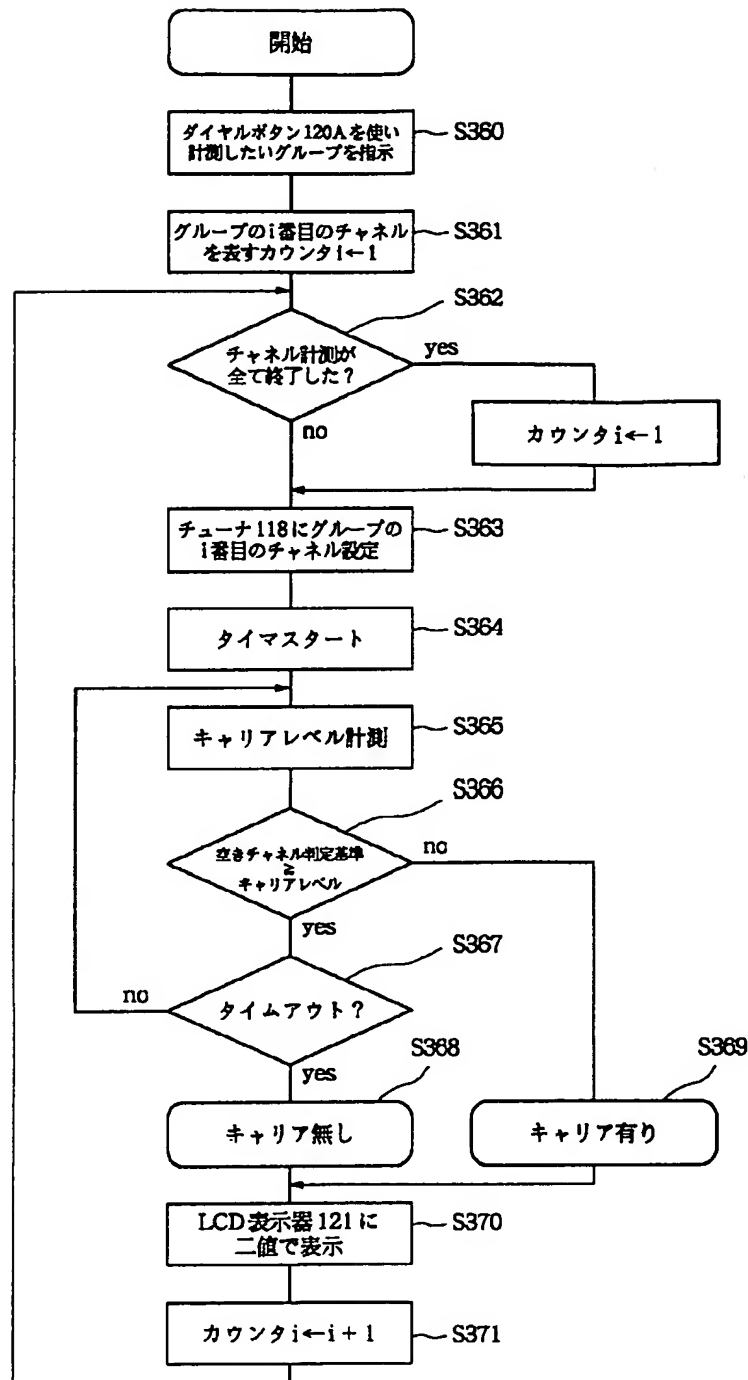 開始
ダイヤルボタン120Aを使い
計測したいグループを指示
S360
グループのi番目のチャネル
を表すカウンタi←1
S361
S362
チャネル計測が
全て終了した？
yes
no
カウンタi←1
チューナ118にグループの
i番目のチャネル設定
S363
タイマスタート
S364
キャリアレベル計測
S365
S366
空きチャネル判定基準
≧
キャリアレベル
no
yes
S367
タイムアウト？
no
yes
S368
キャリア無し
S369
キャリア有り
LCD表示器121に
二値で表示
S370
カウンタi←i+1
S371